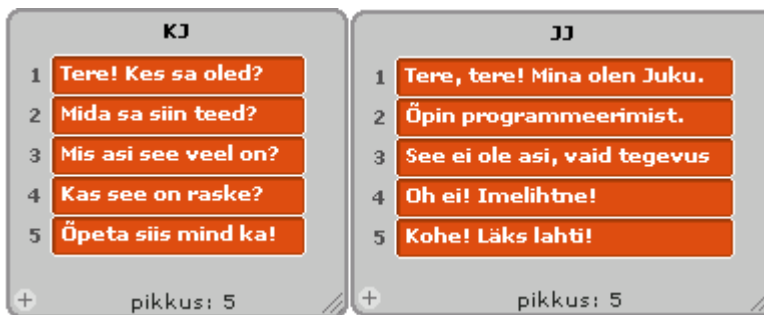 KJ
1 Tere! Kes sa oled?
2 Mida sa siin teed?
3 Mis asi see veel on?
4 Kas see on raske?
5 Õpeta siis mind ka!
+ pikkus: 5
JJ
1 Tere, tere! Mina olen Juku.
2 Õpin programmeerimist.
3 See ei ole asi, vaid tegevus
4 Oh ei! Imelihtne!
5 Kohe! Läks lahti!
+ pikkus: 5